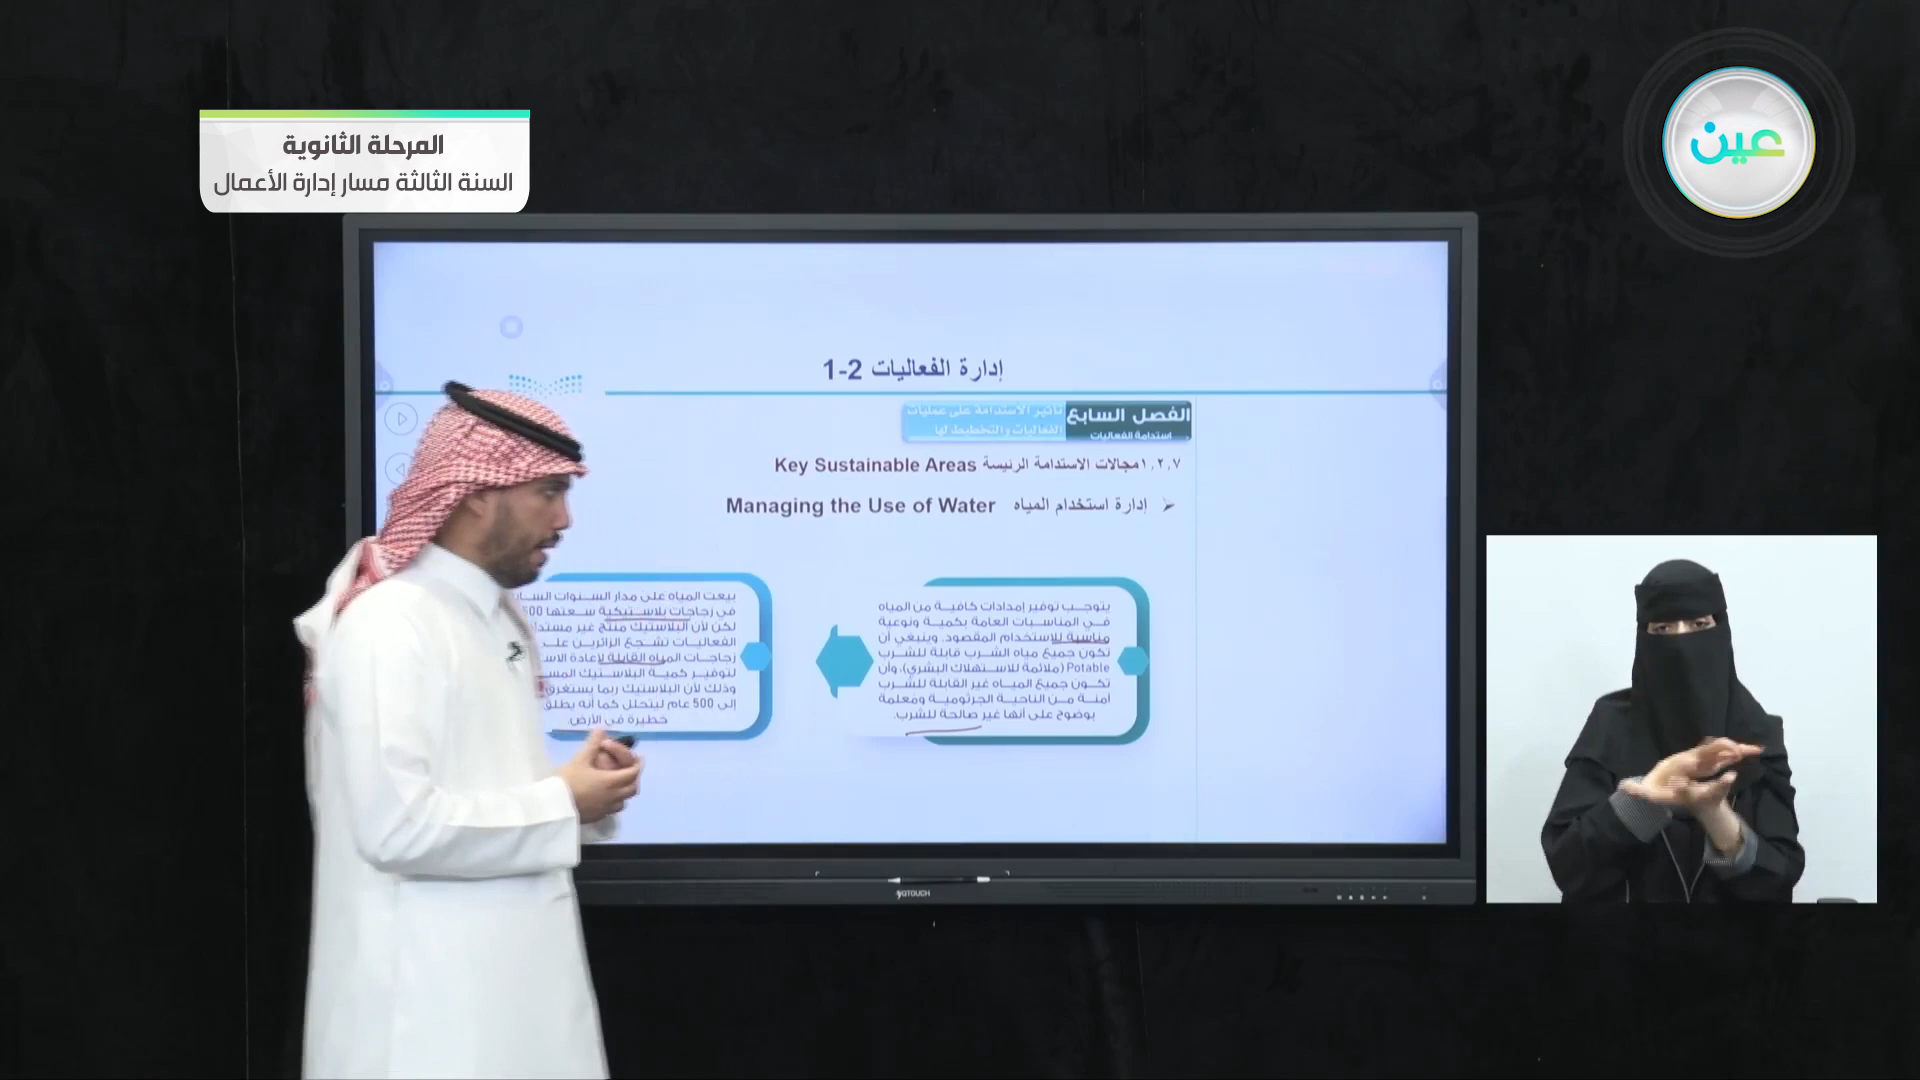 المرحلة الثانوية
السنة الثالثة مسار إدارة الأعمال
عين
إدارة الفعاليات 2-1
الفصل السابع
استدامة الفعاليات
تأثير الاستدامة على عمليات
الفعاليات والتخطيط لها
١,٢,٧مجالات الاستدامة الرئيسة Key Sustainable Areas
إدارة استخدام المياه Managing the Use of Water
يتوجب توفير إمدادات كافية من المياه
في المناسبات العامة بكمية ونوعية
مناسبة للاستخدام المقصود. وينبغي أن
تكون جميع مياه الشرب قابلة للشرب
Potable (ملائمة للاستهلاك البشري)، وأن
تكون جميع المياه غير القابلة للشرب
آمنة من الناحية الجرثومية ومعلمة
بوضوح على أنها غير صالحة للشرب.
بيعت المياه على مدار السنوات
في زجاجات بلاستيكية سعتها 500
لكن لأن البلاستيك منتج غير
الفعاليات تشجع الزائرين
زجاجات المياه القابلة لإعادة
لتوفير كمية البلاستيك
وذلك لأن البلاستيك ربما يستغرق
إلى 500 عام ليتحلل كما أنه يطلق
خطيرة في الأرض.
JQTOUCH